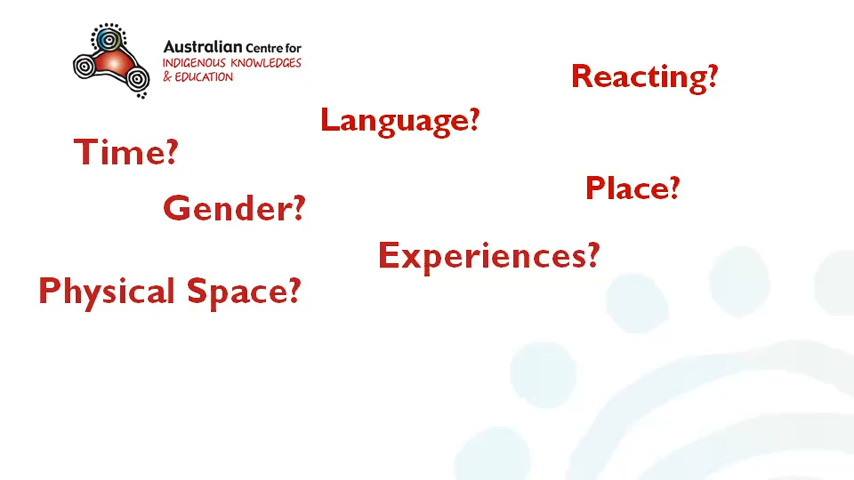 Australian Centre for
INDIGENOUS KNOWLEDGES
& EDUCATION
Reacting?
Language?
Time?
Place?
Gender?
Experiences?
Physical Space?